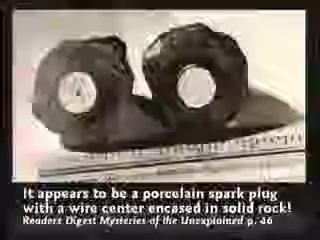 It appears to be a porcelain spark plug
with a wire center encased in solid rock!
Readers Digest Mysteries of the Unexplained p. 46